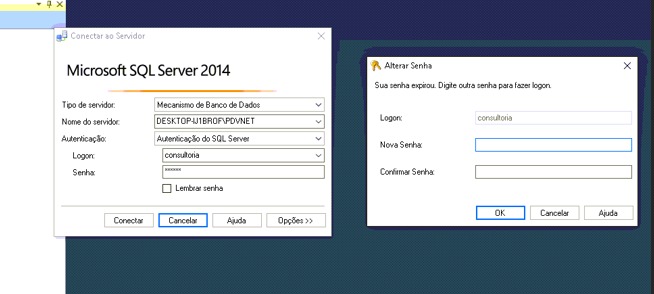 Conectar ao Servidor
Microsoft SQL Server 2014
Tipo de servidor: Mecanismo de Banco de Dados
Nome do servidor: DESKTOP-IJ1BROF\PDVNET
Autenticação: Autenticação do SQL Server
Logon: consultoria
Senha: ******
Lembrar senha
Conectar Cancelar Ajuda Opções >>
Alterar Senha
Sua senha expirou. Digite outra senha para fazer logon.
Logon: consultoria
Nova Senha:
Confirmar Senha:
OK Cancelar Ajuda